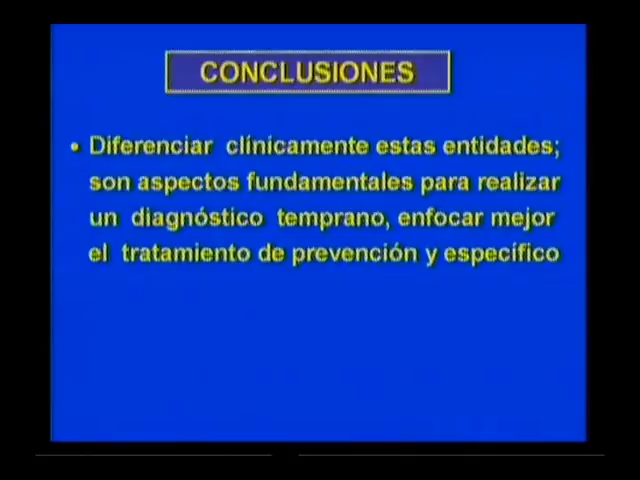 CONCLUSIONES
• Diferenciar clínicamente estas entidades;
son aspectos fundamentales para realizar
un diagnóstico temprano, enfocar mejor
el tratamiento de prevención y específico